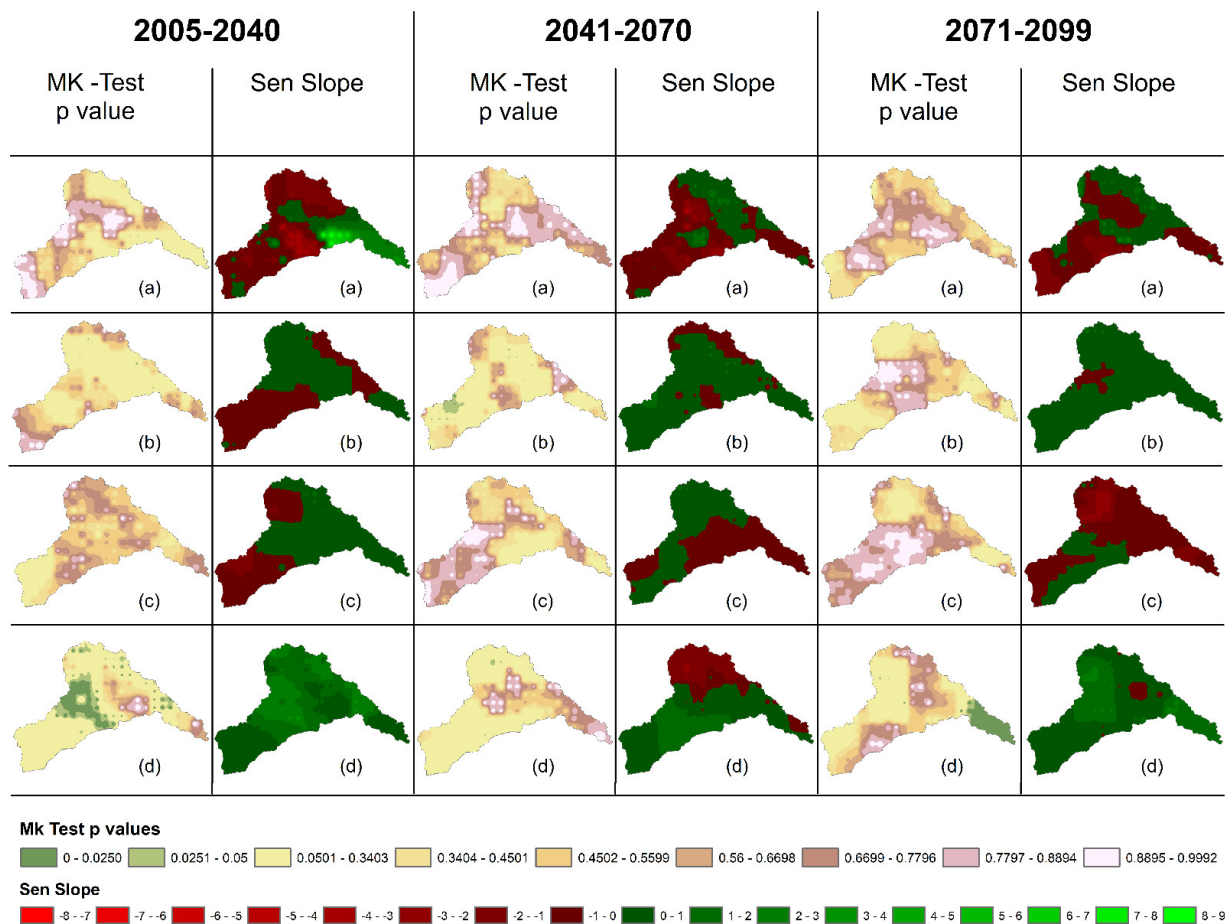 2005-2040 2041-2070 2071-2099
MK -Test Sen Slope MK -Test Sen Slope MK -Test Sen Slope
p value p value p value
(a) (a) (a) (a) (a) (a)
(b) (b) (b) (b) (b) (b)
(c) (c) (c) (c) (c) (c)
(d) (d) (d) (d) (d) (d)
Mk Test p values
0 - 0.0250 0.0251 - 0.05 0.0501 - 0.3403 0.3404 - 0.4501 0.4502 - 0.5599 0.56 - 0.6698 0.6699 - 0.7796 0.7797 - 0.8894 0.8895 - 0.9992
Sen Slope
-8 - -7 -7 - -6 -6 - -5 -5 - -4 -4 - -3 -3 - -2 -2 - -1 -1 - 0 0 - 1 1 - 2 2 - 3 3 - 4 4 - 5 5 - 6 6 - 7 7 - 8 8 - 9